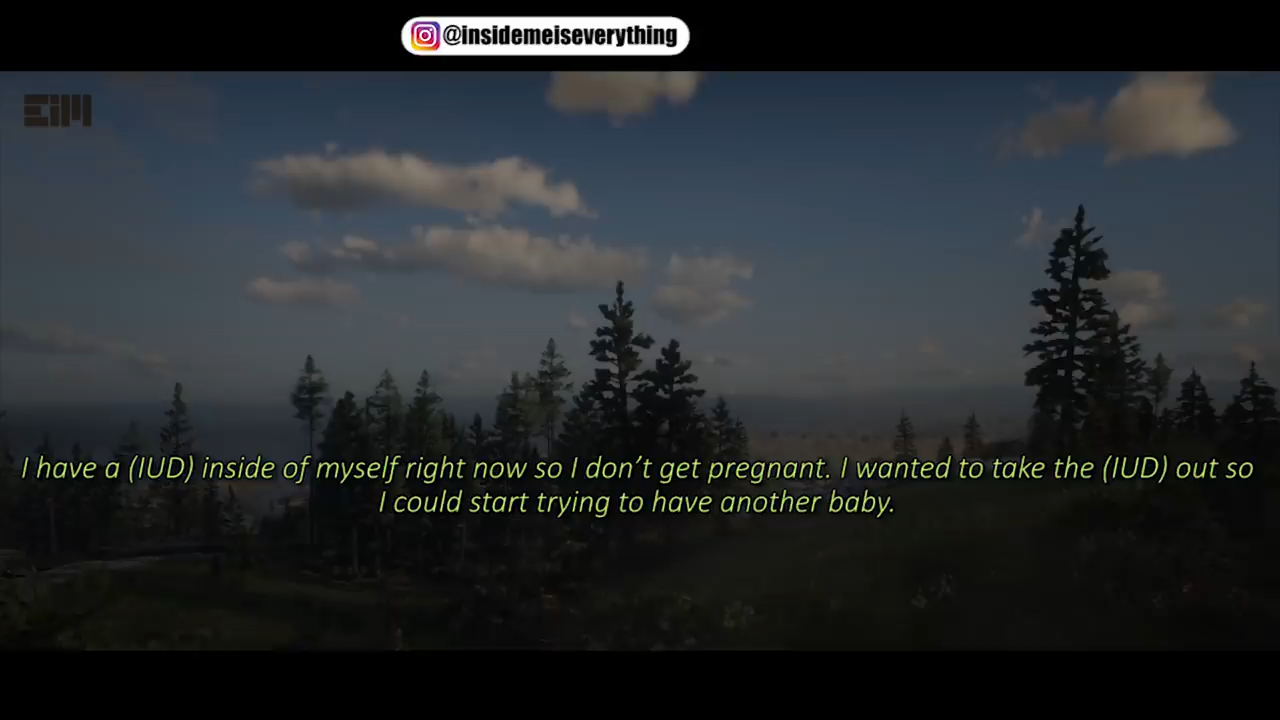 @insidemeiseverything
EiM
I have a (IUD) inside of myself right now so I don’t get pregnant. I wanted to take the (IUD) out so
I could start trying to have another baby.